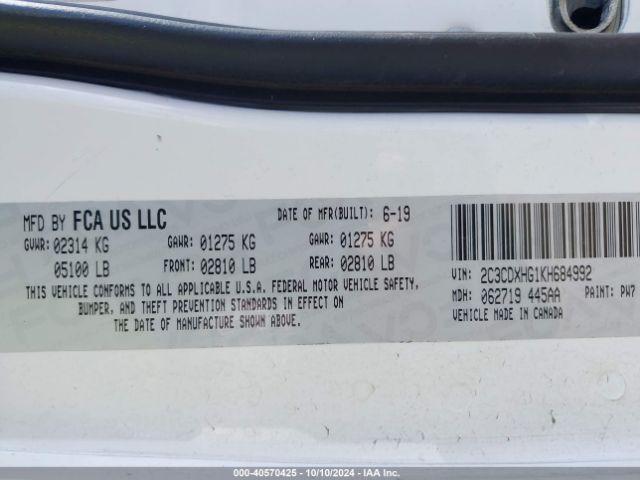 MFD BY FCA US LLC DATE OF MFR(BUILT): 6-19
GVWR: 02314 KG GAWR: 01275 KG GAWR: 01275 KG
05100 LB FRONT: 02810 LB REAR: 02810 LB
THIS VEHICLE CONFORMS TO ALL APPLICABLE U.S.A. FEDERAL MOTOR VEHICLE SAFETY,
BUMPER, AND THEFT PREVENTION STANDARDS IN EFFECT ON
THE DATE OF MANUFACTURE SHOWN ABOVE.
VIN: 2C3CDXHG1KH684992
MDH: 062719 445AA PAINT: PW7
VEHICLE MADE IN CANADA
000-40570425 - 10/10/2024 - IAA Inc.